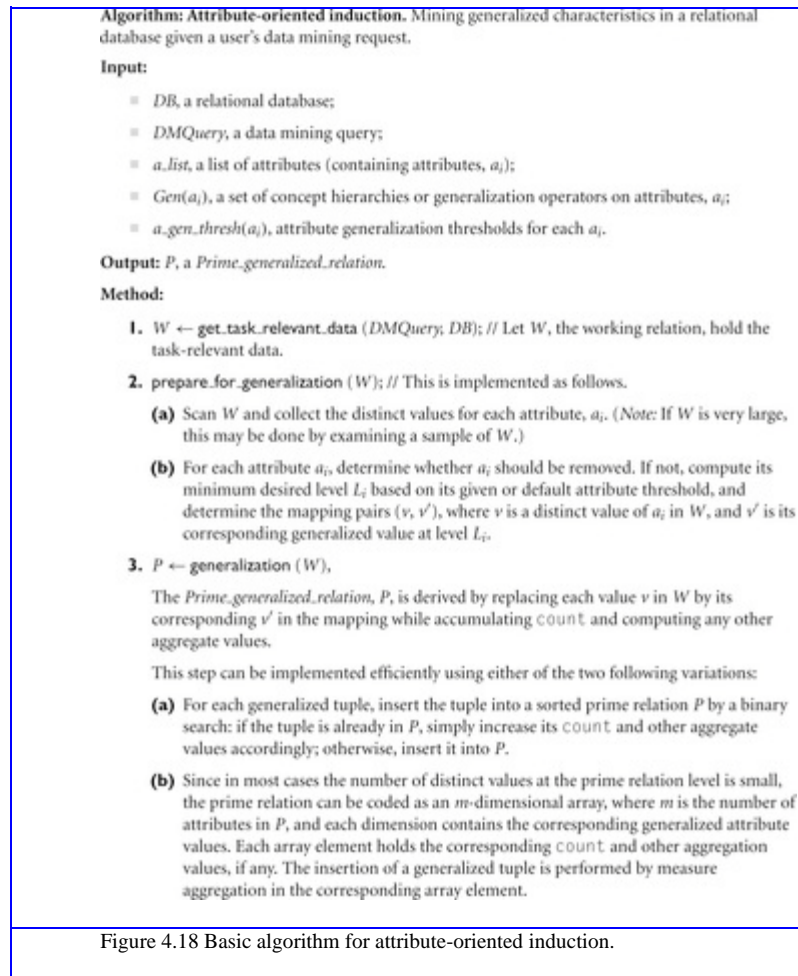 Algorithm: Attribute-oriented induction. Mining generalized characteristics in a relational
database given a user's data mining request.
Input:
DB, a relational database;
DMQuery, a data mining query;
a_list, a list of attributes (containing attributes, aᵢ);
Gen(aᵢ), a set of concept hierarchies or generalization operators on attributes, aᵢ;
a_gen_thresh(aᵢ), attribute generalization thresholds for each aᵢ.
Output: P, a Prime_generalized_relation.
Method:
1. W ← get_task_relevant_data (DMQuery, DB); // Let W, the working relation, hold the
task-relevant data.
2. prepare_for_generalization (W); // This is implemented as follows.
(a) Scan W and collect the distinct values for each attribute, aᵢ. (Note: If W is very large,
this may be done by examining a sample of W.)
(b) For each attribute aᵢ, determine whether aᵢ should be removed. If not, compute its
minimum desired level Lᵢ based on its given or default attribute threshold, and
determine the mapping pairs (v, v′), where v is a distinct value of aᵢ in W, and v′ is its
corresponding generalized value at level Lᵢ.
3. P ← generalization (W),
The Prime_generalized_relation, P, is derived by replacing each value v in W by its
corresponding v′ in the mapping while accumulating count and computing any other
aggregate values.
This step can be implemented efficiently using either of the two following variations:
(a) For each generalized tuple, insert the tuple into a sorted prime relation P by a binary
search: if the tuple is already in P, simply increase its count and other aggregate
values accordingly; otherwise, insert it into P.
(b) Since in most cases the number of distinct values at the prime relation level is small,
the prime relation can be coded as an m-dimensional array, where m is the number of
attributes in P, and each dimension contains the corresponding generalized attribute
values. Each array element holds the corresponding count and other aggregation
values, if any. The insertion of a generalized tuple is performed by measure
aggregation in the corresponding array element.
Figure 4.18 Basic algorithm for attribute-oriented induction.